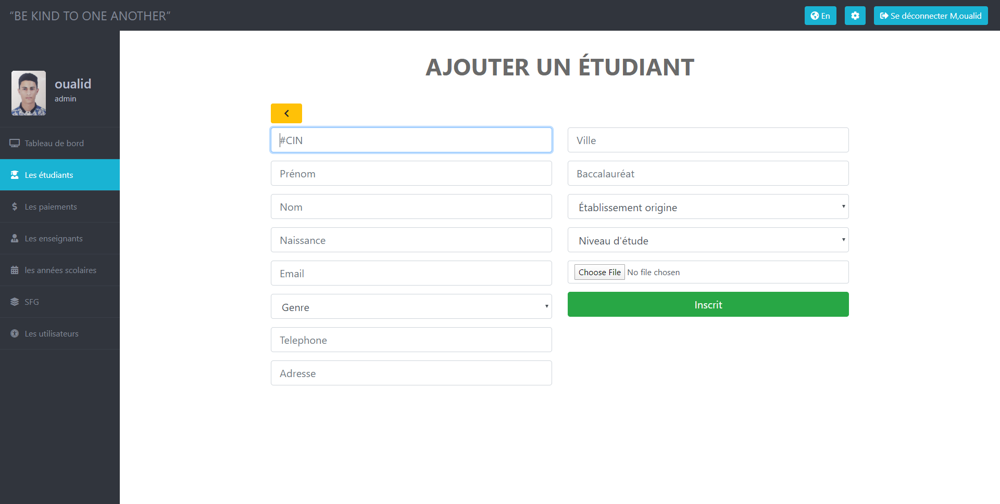 “BE KIND TO ONE ANOTHER”
En
Se déconnecter M,oualid
oualid
admin
Tableau de bord
Les étudiants
Les paiements
Les enseignants
les années scolaires
SFG
Les utilisateurs
AJOUTER UN ÉTUDIANT
#CIN
Prénom
Nom
Naissance
Email
Genre
Telephone
Adresse
Ville
Baccalauréat
Établissement origine
Niveau d'étude
Choose File No file chosen
Inscrit